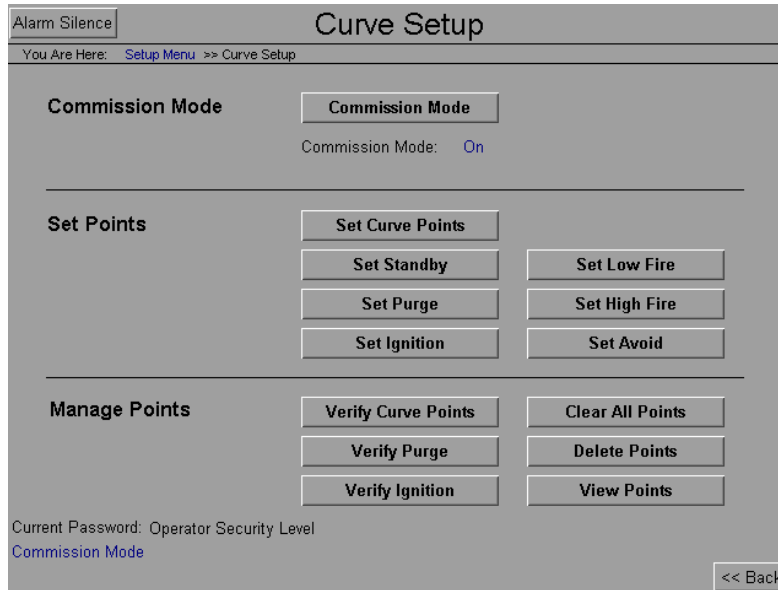 Alarm Silence
Curve Setup
You Are Here: Setup Menu >> Curve Setup
Commission Mode
Commission Mode
Commission Mode: On
Set Points
Set Curve Points
Set Standby
Set Low Fire
Set Purge
Set High Fire
Set Ignition
Set Avoid
Manage Points
Verify Curve Points
Clear All Points
Verify Purge
Delete Points
Verify Ignition
View Points
Current Password: Operator Security Level
Commission Mode
<< Back